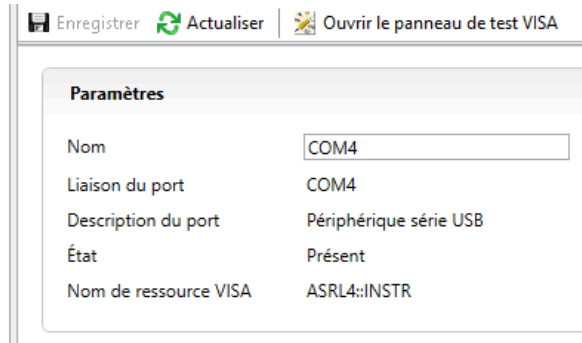 Enregistrer Actualiser Ouvrir le panneau de test VISA
Paramètres
Nom COM4
Liaison du port COM4
Description du port Périphérique série USB
État Présent
Nom de ressource VISA ASRL4::INSTR